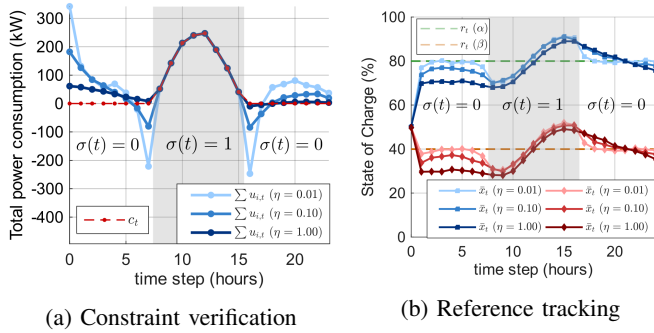 Total power consumption (kW)
300
200
100
0
-100
-200
-300
-400
σ(t) = 0
σ(t) = 1
σ(t) = 0
c_t
∑ u_{i,t} (η = 0.01)
∑ u_{i,t} (η = 0.10)
∑ u_{i,t} (η = 1.00)
0 5 10 15 20
time step (hours)
(a) Constraint verification
State of Charge (%)
100
80
60
40
20
0
r_t (α)
r_t (β)
σ(t) = 0
σ(t) = 1
σ(t) = 0
x̄_t (η = 0.01) x̄_t (η = 0.01)
x̄_t (η = 0.10) x̄_t (η = 0.10)
x̄_t (η = 1.00) x̄_t (η = 1.00)
0 5 10 15 20
time step (hours)
(b) Reference tracking